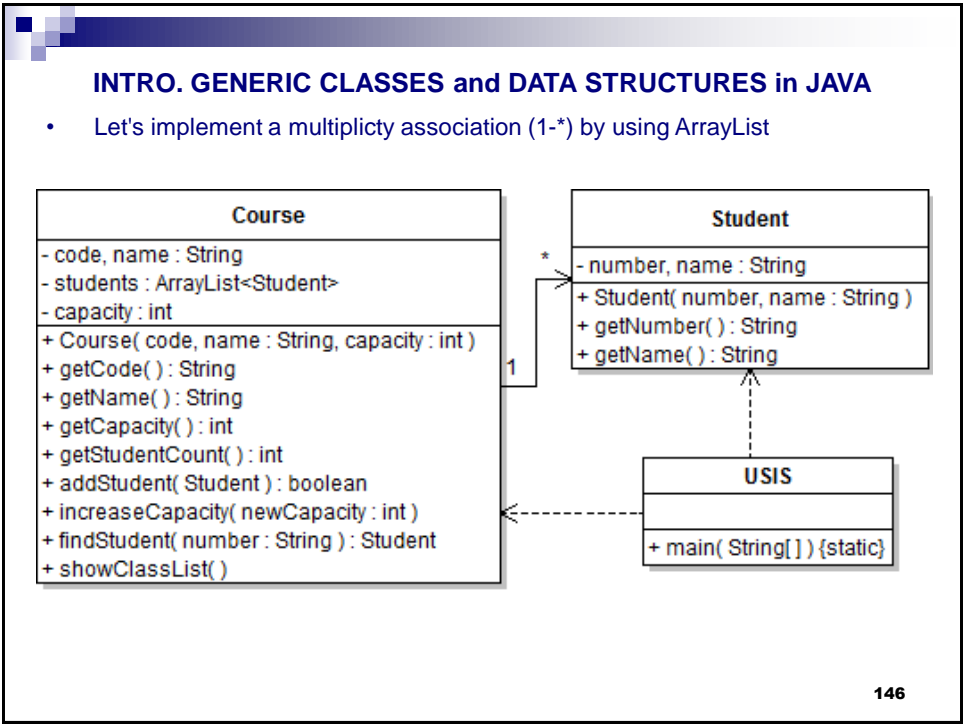 INTRO. GENERIC CLASSES and DATA STRUCTURES in JAVA
• Let's implement a multiplicty association (1-*) by using ArrayList
Course
- code, name : String
- students : ArrayList<Student>
- capacity : int
+ Course( code, name : String, capacity : int )
+ getCode( ) : String
+ getName( ) : String
+ getCapacity( ) : int
+ getStudentCount( ) : int
+ addStudent( Student ) : boolean
+ increaseCapacity( newCapacity : int )
+ findStudent( number : String ) : Student
+ showClassList( )
1
*
Student
- number, name : String
+ Student( number, name : String )
+ getNumber( ) : String
+ getName( ) : String
USIS
+ main( String[ ] ) {static}
146